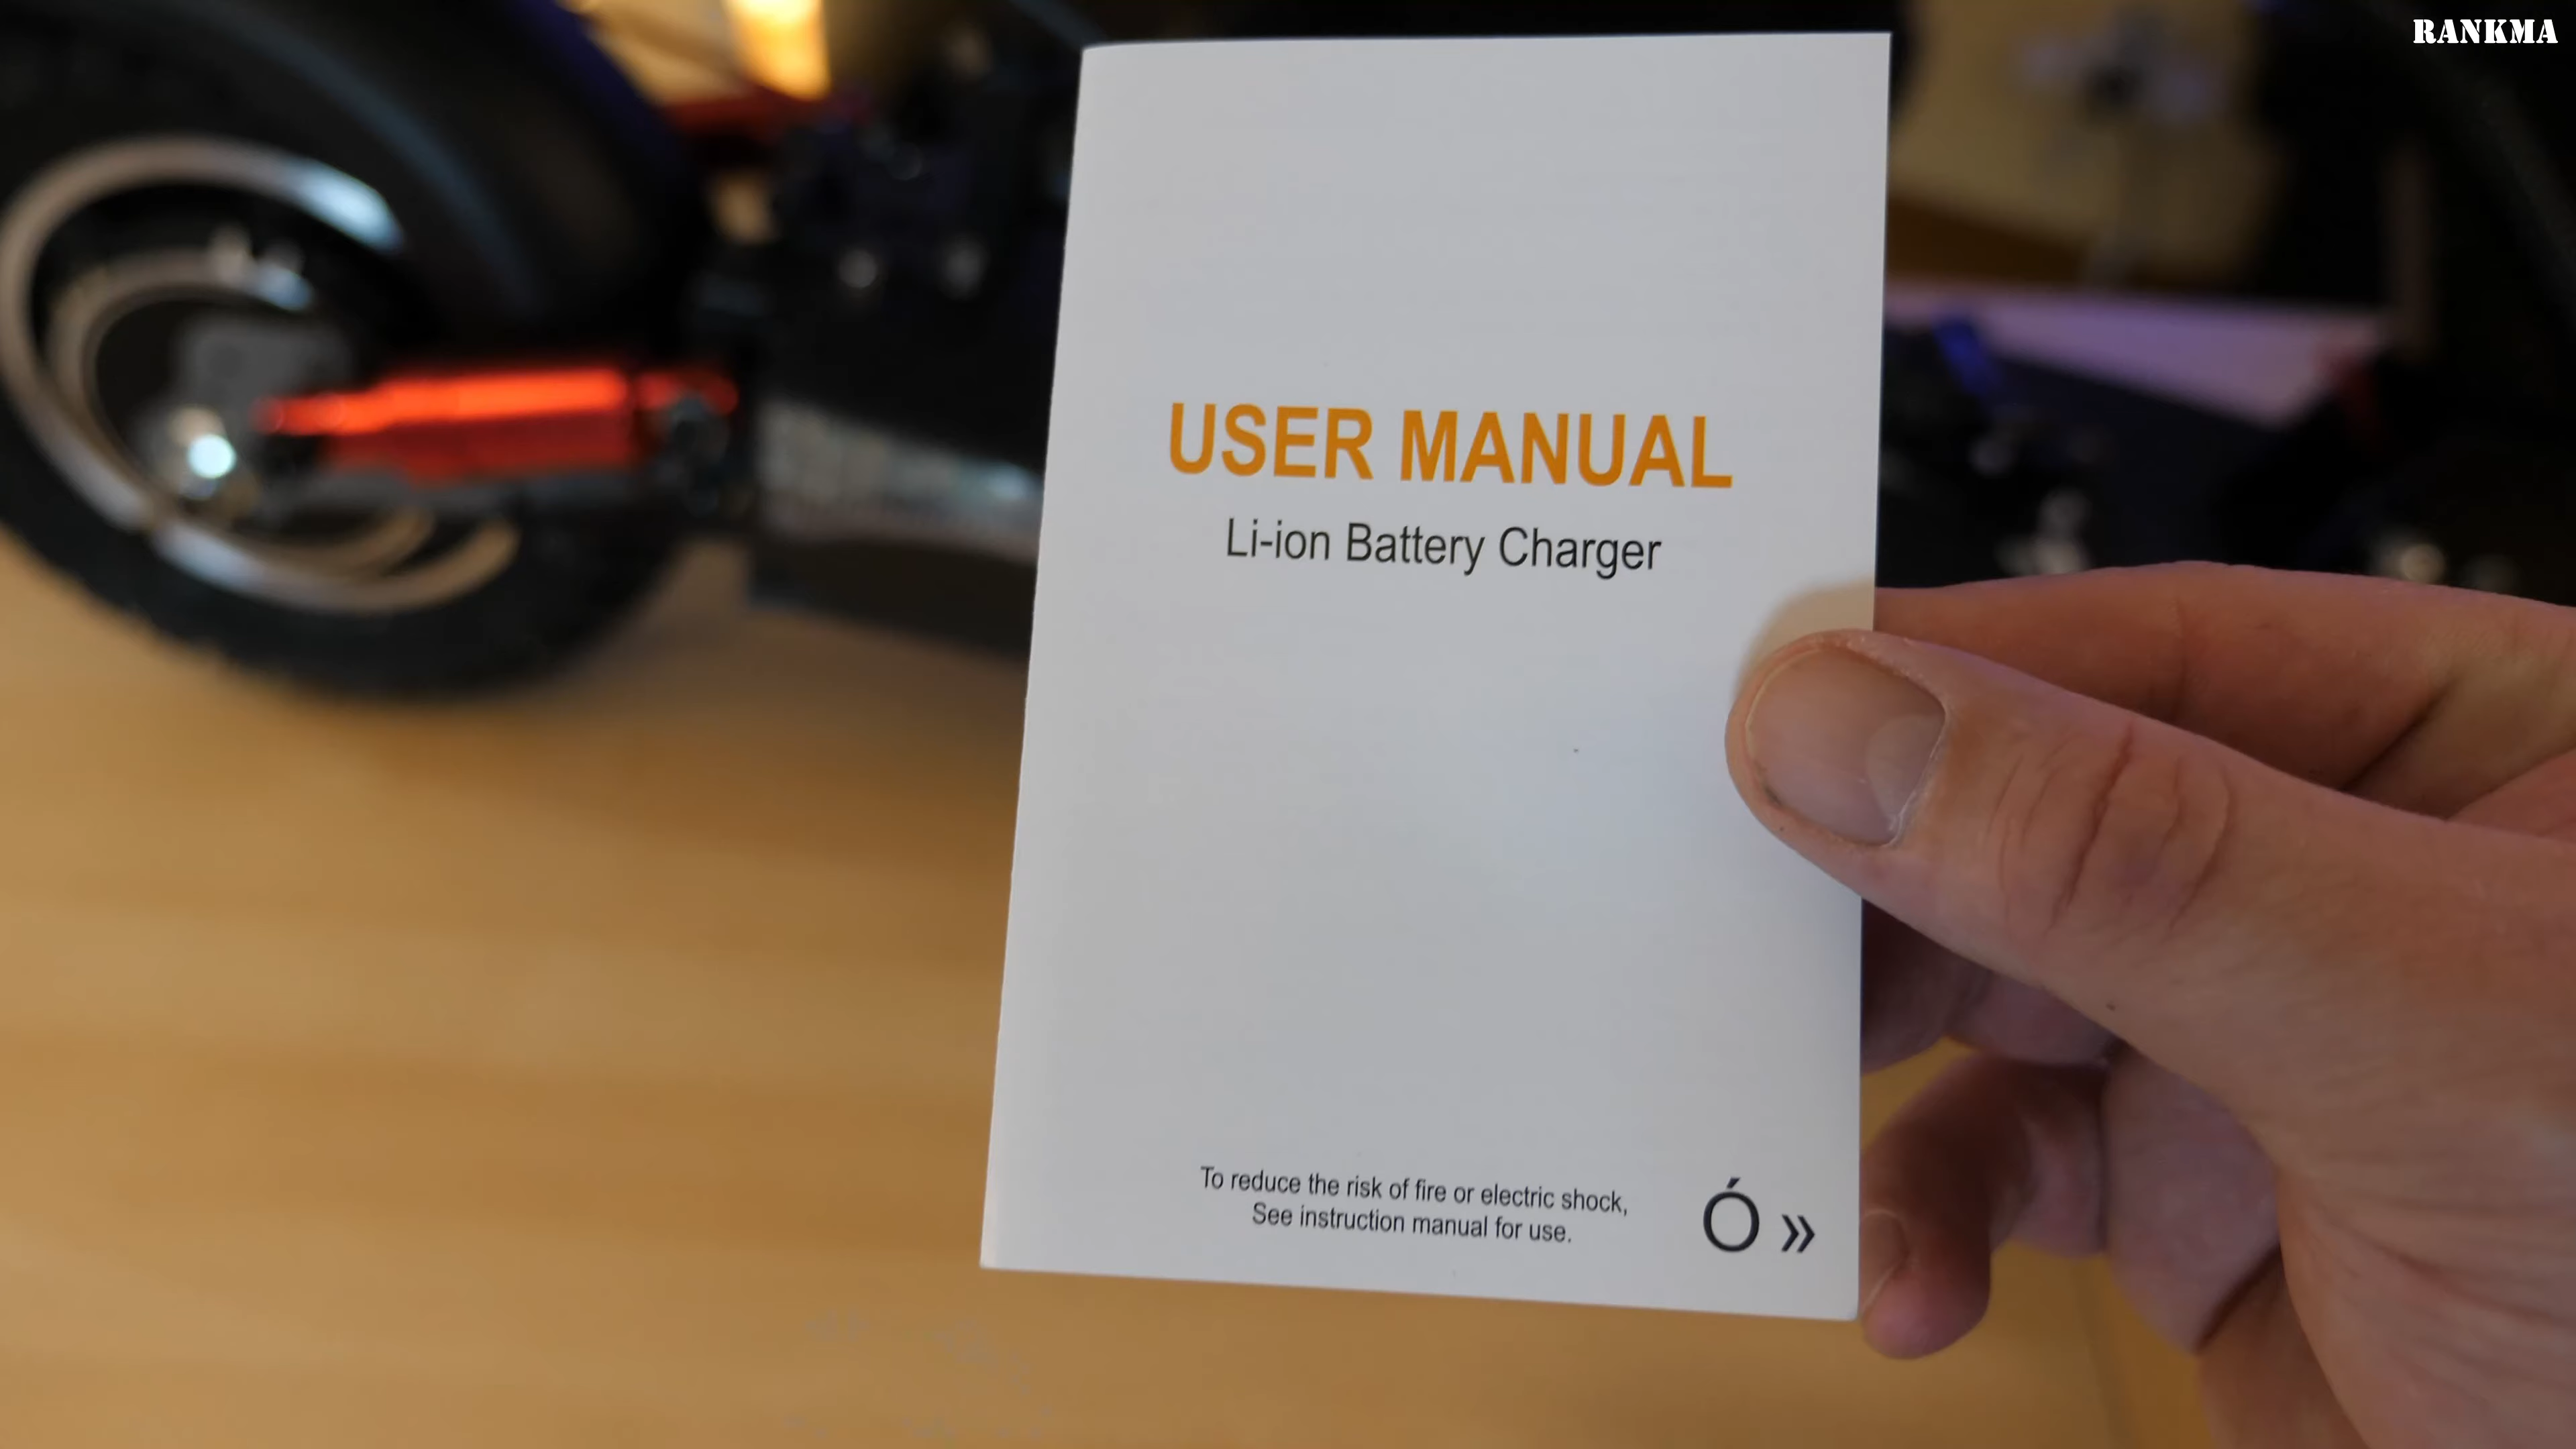 RANKMA
USER MANUAL
Li-ion Battery Charger
To reduce the risk of fire or electric shock,
See instruction manual for use.
Ó »